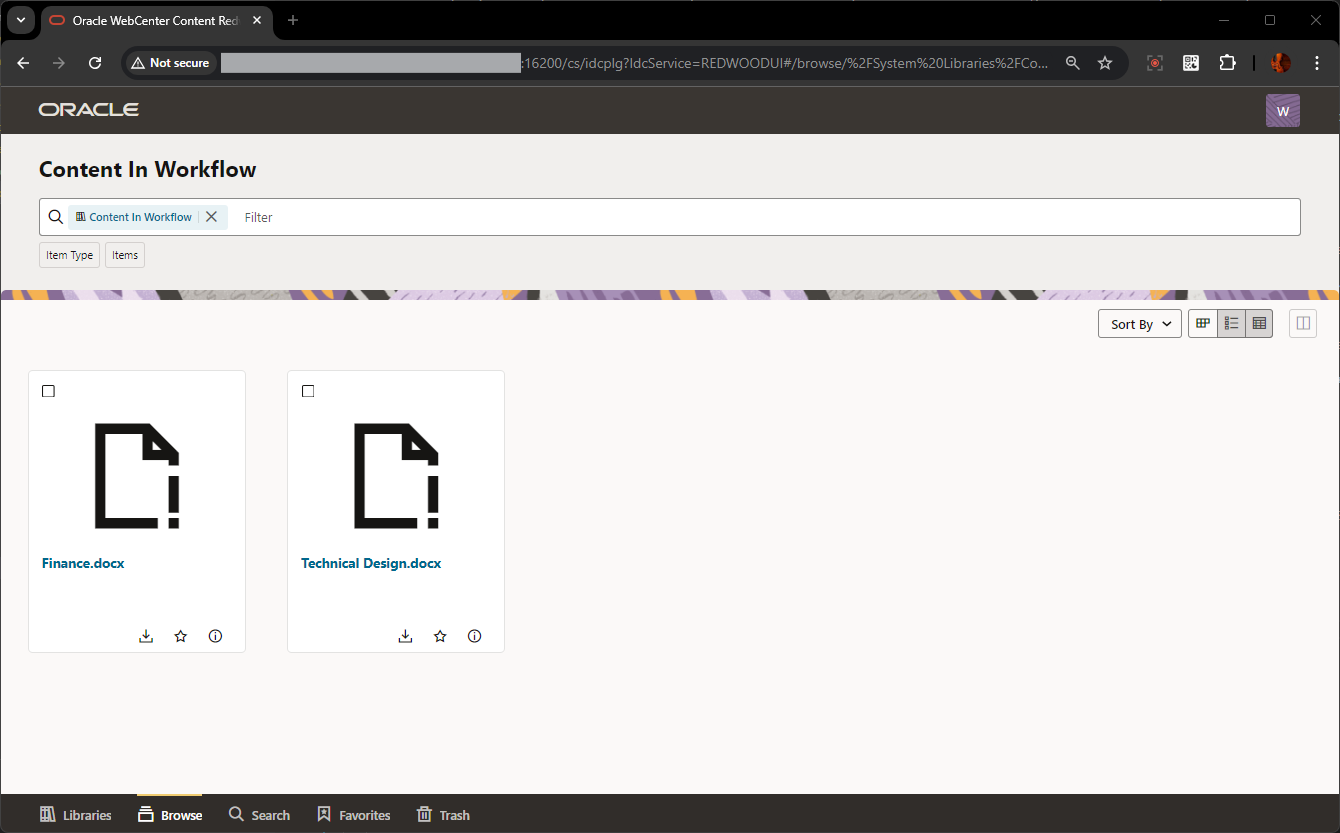 Oracle WebCenter Content Red
Not secure
:16200/cs/idcplg?IdcService=REDWOODUI#/browse/%2FSystem%20Libraries%2FCo...
ORACLE
W
Content In Workflow
Content In Workflow Filter
Item Type Items
Sort By
Finance.docx Technical Design.docx
Libraries Browse Search Favorites Trash